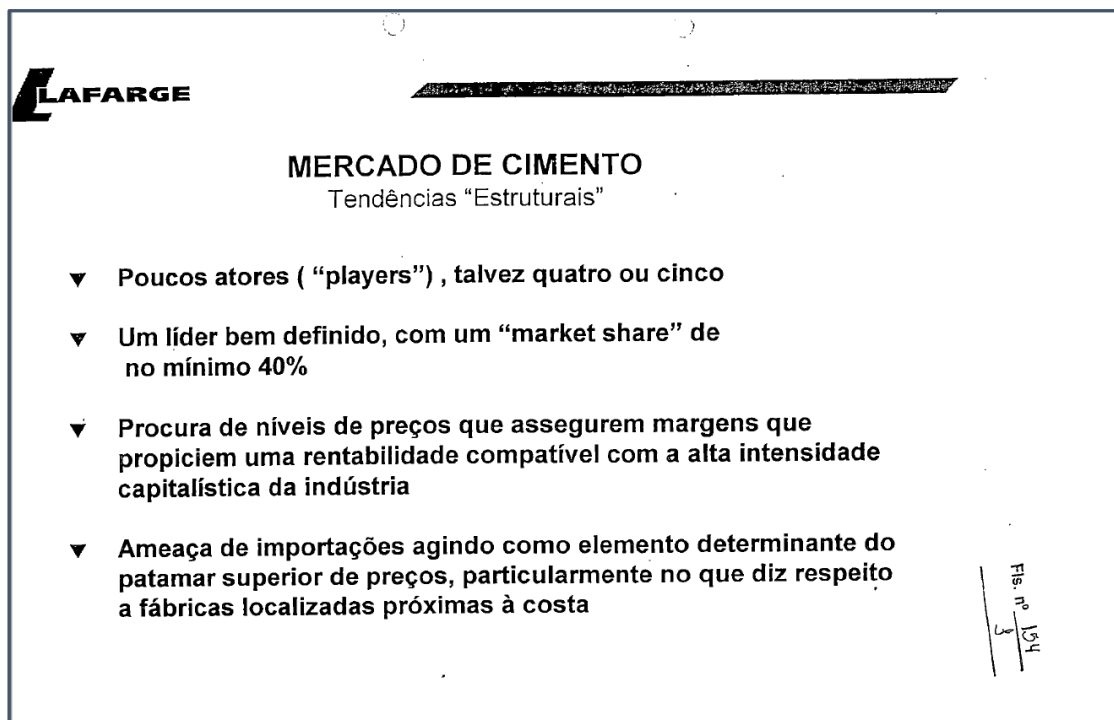 LAFARGE
MERCADO DE CIMENTO
Tendências “Estruturais”
▼ Poucos atores ( “players”) , talvez quatro ou cinco
▼ Um líder bem definido, com um “market share” de
no mínimo 40%
▼ Procura de níveis de preços que assegurem margens que
propiciem uma rentabilidade compatível com a alta intensidade
capitalística da indústria
▼ Ameaça de importações agindo como elemento determinante do
patamar superior de preços, particularmente no que diz respeito
a fábricas localizadas próximas à costa
Fls. nº 154